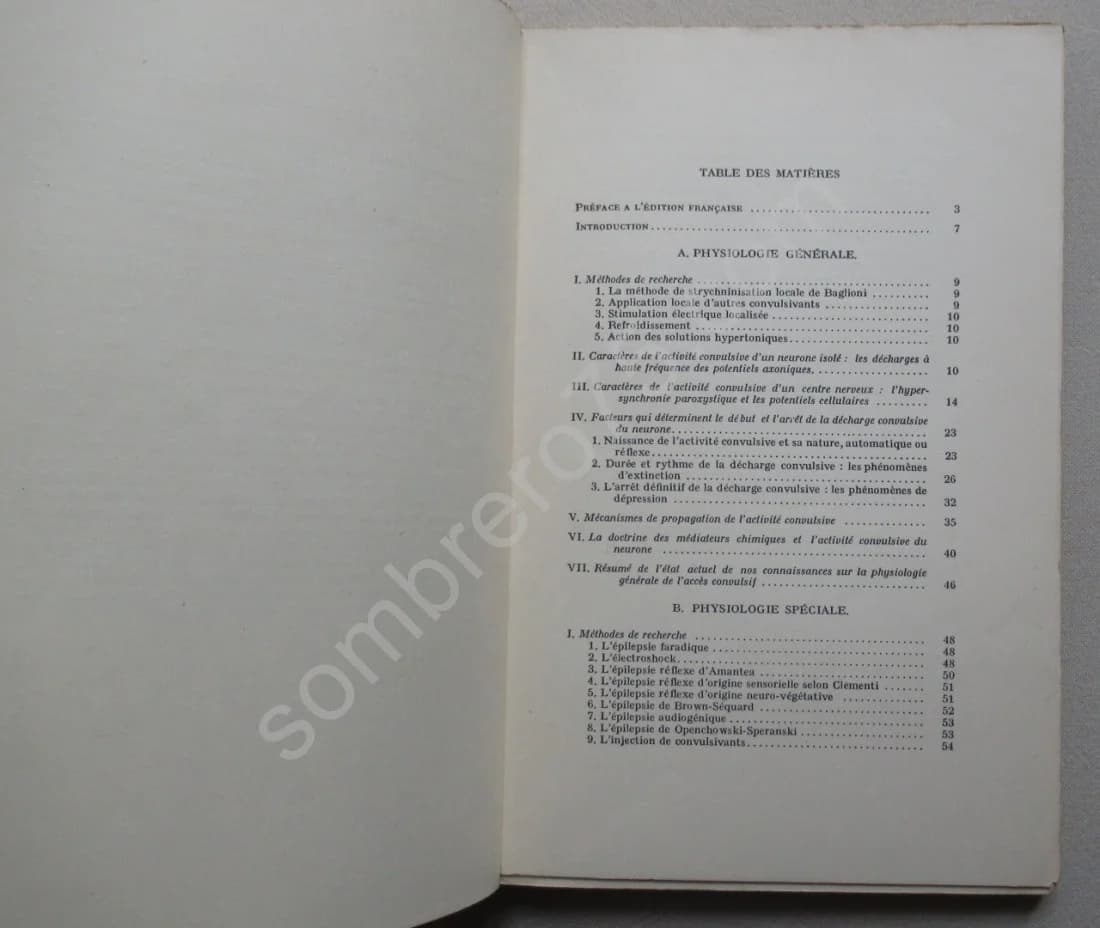 TABLE DES MATIÈRES
PRÉFACE A L'ÉDITION FRANÇAISE ................................ 3
INTRODUCTION................................................ 7
A. PHYSIOLOGIE GÉNÉRALE.
I. Méthodes de recherche ........................................ 9
1. La méthode de strychninisation locale de Baglioni .......... 9
2. Application locale d'autres convulsivants .................. 9
3. Stimulation électrique localisée ............................ 10
4. Refroidissement .......................................... 10
5. Action des solutions hypertoniques........................ 10
II. Caractères de l'activité convulsive d'un neurone isolé : les décharges à
haute fréquence des potentiels axoniques. ................... 10
III. Caractères de l'activité convulsive d'un centre nerveux : l'hyper-
synchronie paroxystique et les potentiels cellulaires ......... 14
IV. Facteurs qui déterminent le début et l'arrêt de la décharge convulsive
du neurone............................................. 23
1. Naissance de l'activité convulsive et sa nature, automatique ou
réflexe................................................. 23
2. Durée et rythme de la décharge convulsive : les phénomènes
d'extinction ........................................... 26
3. L'arrêt définitif de la décharge convulsive : les phénomènes de
dépression ............................................ 32
V. Mécanismes de propagation de l'activité convulsive ............. 35
VI. La doctrine des médiateurs chimiques et l'activité convulsive du
neurone .............................................. 40
VII. Résumé de l'état actuel de nos connaissances sur la physiologie
générale de l'accès convulsif ............................ 46
B. PHYSIOLOGIE SPÉCIALE.
I. Méthodes de recherche ...................................... 48
1. L'épilepsie faradique ..................................... 48
2. L'électroshock........................................... 48
3. L'épilepsie réflexe d'Amantea ............................. 50
4. L'épilepsie réflexe d'origine sensorielle selon Clementi ....... 51
5. L'épilepsie réflexe d'origine neuro-végétative ............. 51
6. L'épilepsie de Brown-Séquard ............................ 52
7. L'épilepsie audiogénique ................................. 53
8. L'épilepsie de Openchowski-Speranski ..................... 53
9. L'injection de convulsivants.............................. 54